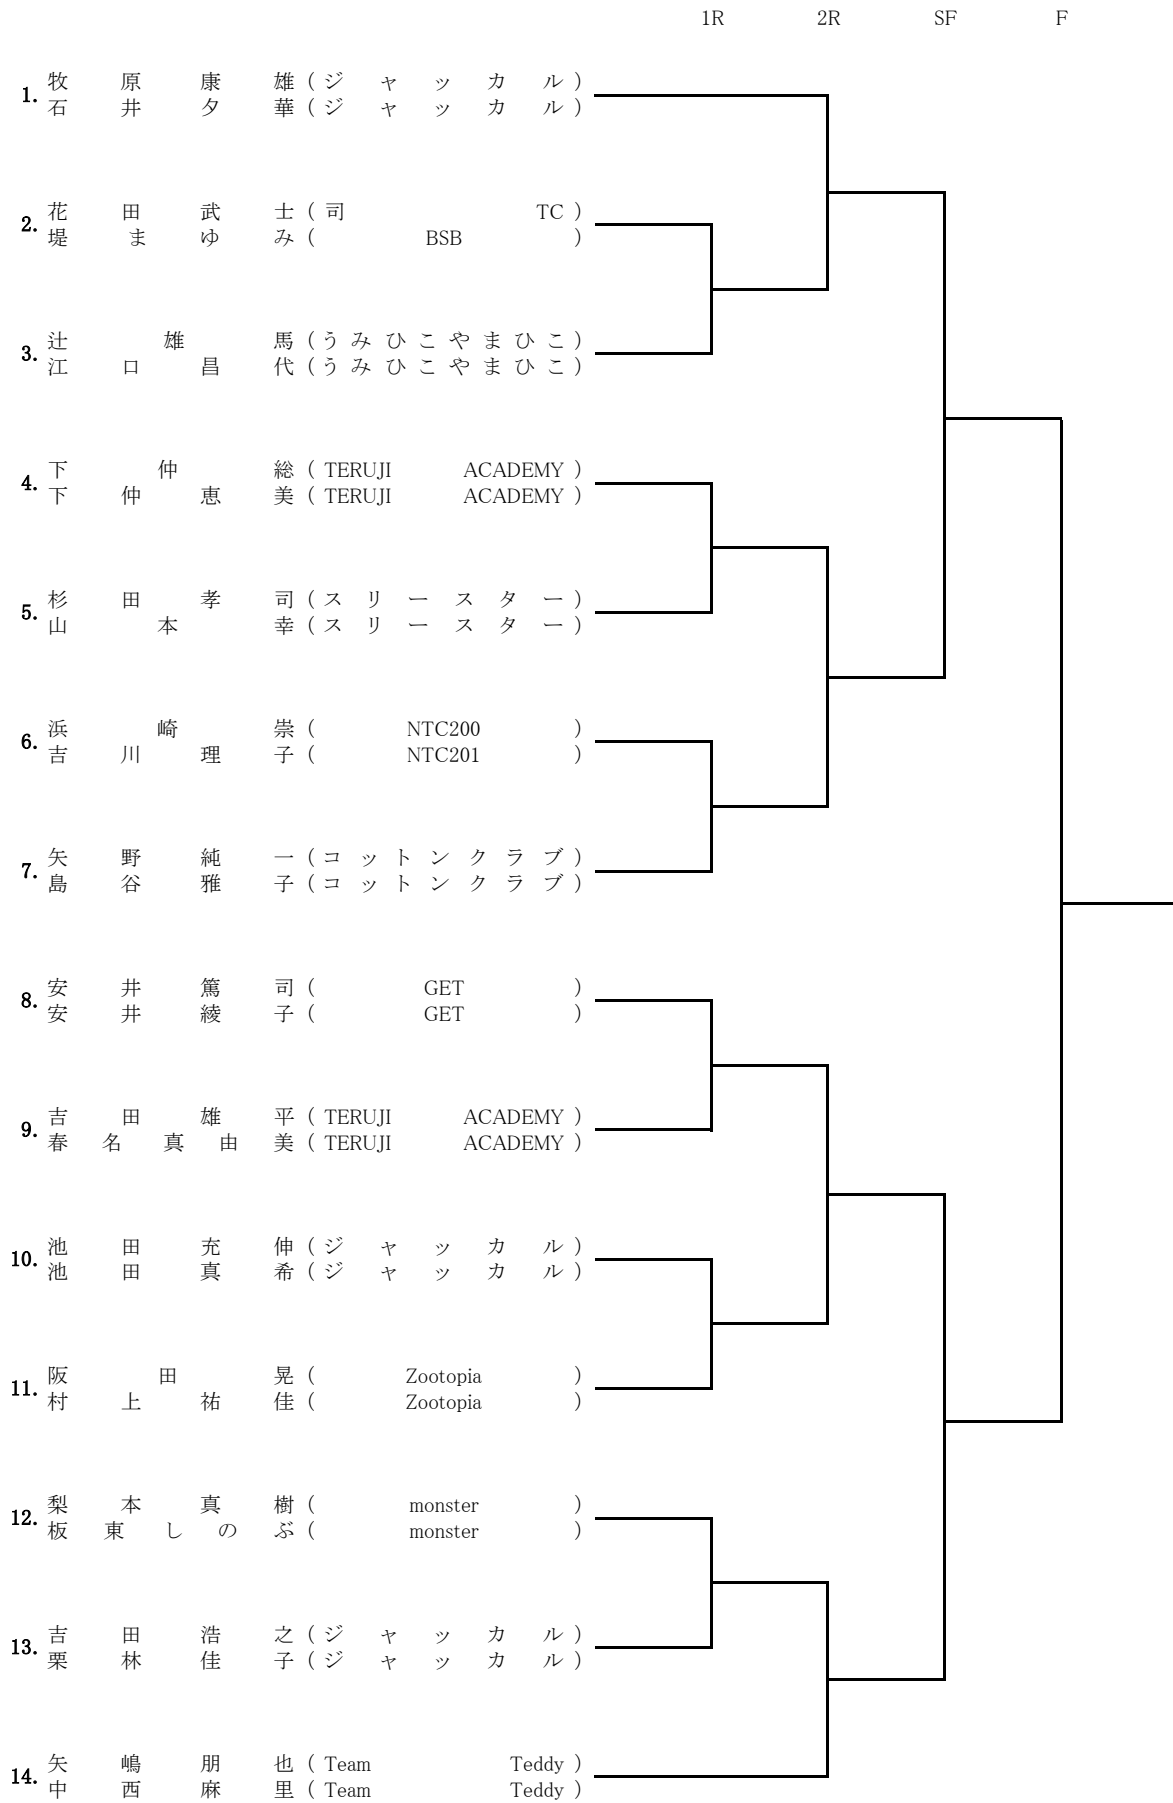 1R 2R SF F
1. 牧原康雄(ジャッカル)
石井夕華(ジャッカル)
2. 花田武士(司 TC)
堤まゆみ(BSB)
3. 辻雄馬(うみひこやまひこ)
江口昌代(うみひこやまひこ)
4. 下仲総(TERUJI ACADEMY)
下仲恵美(TERUJI ACADEMY)
5. 杉田孝司(スリースター)
山本幸(スリースター)
6. 浜崎崇(NTC200)
吉川理子(NTC201)
7. 矢野純一(コットンクラブ)
島谷雅子(コットンクラブ)
8. 安井篤司(GET)
安井綾子(GET)
9. 吉田雄平(TERUJI ACADEMY)
春名真由美(TERUJI ACADEMY)
10. 池田充伸(ジャッカル)
池田真希(ジャッカル)
11. 阪田晃(Zootopia)
村上祐佳(Zootopia)
12. 梨本真樹(monster)
板東しのぶ(monster)
13. 吉田浩之(ジャッカル)
栗林佳子(ジャッカル)
14. 矢嶋朋也(Team Teddy)
中西麻里(Team Teddy)